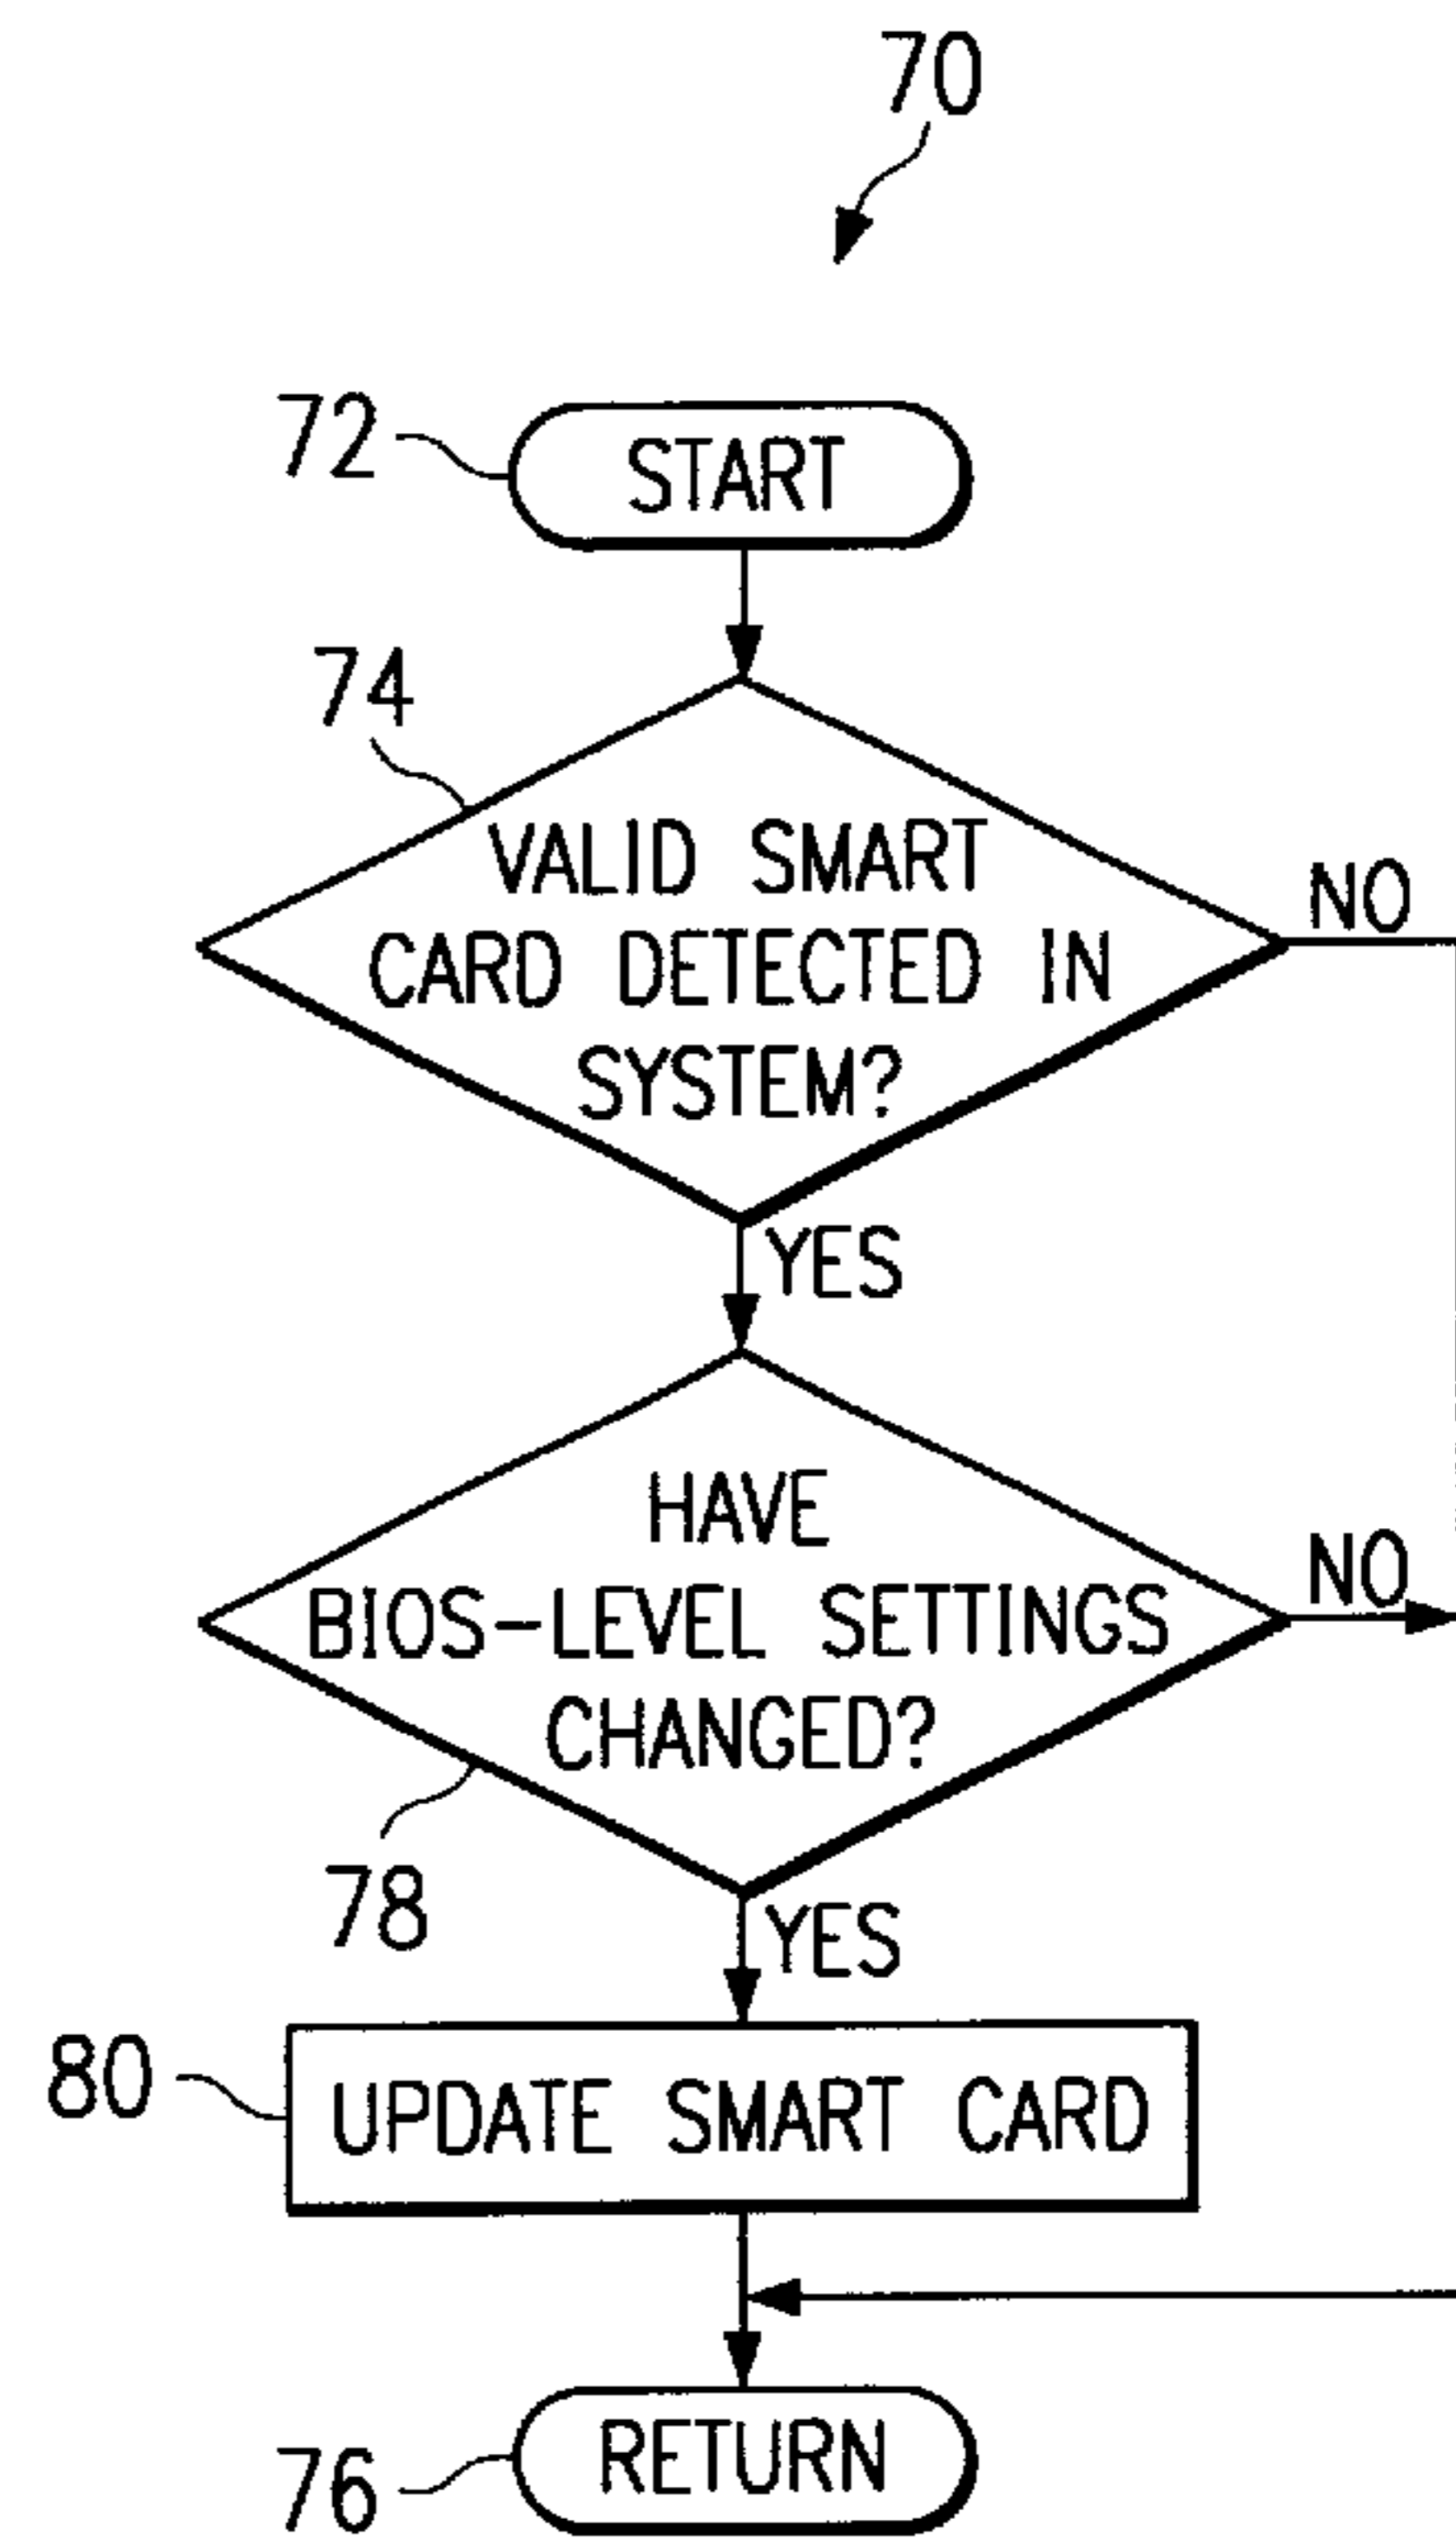 70
72
START
74
VALID SMART
CARD DETECTED IN
SYSTEM?
NO
YES
HAVE
BIOS-LEVEL SETTINGS
CHANGED?
NO
78
YES
80
UPDATE SMART CARD
RETURN
76